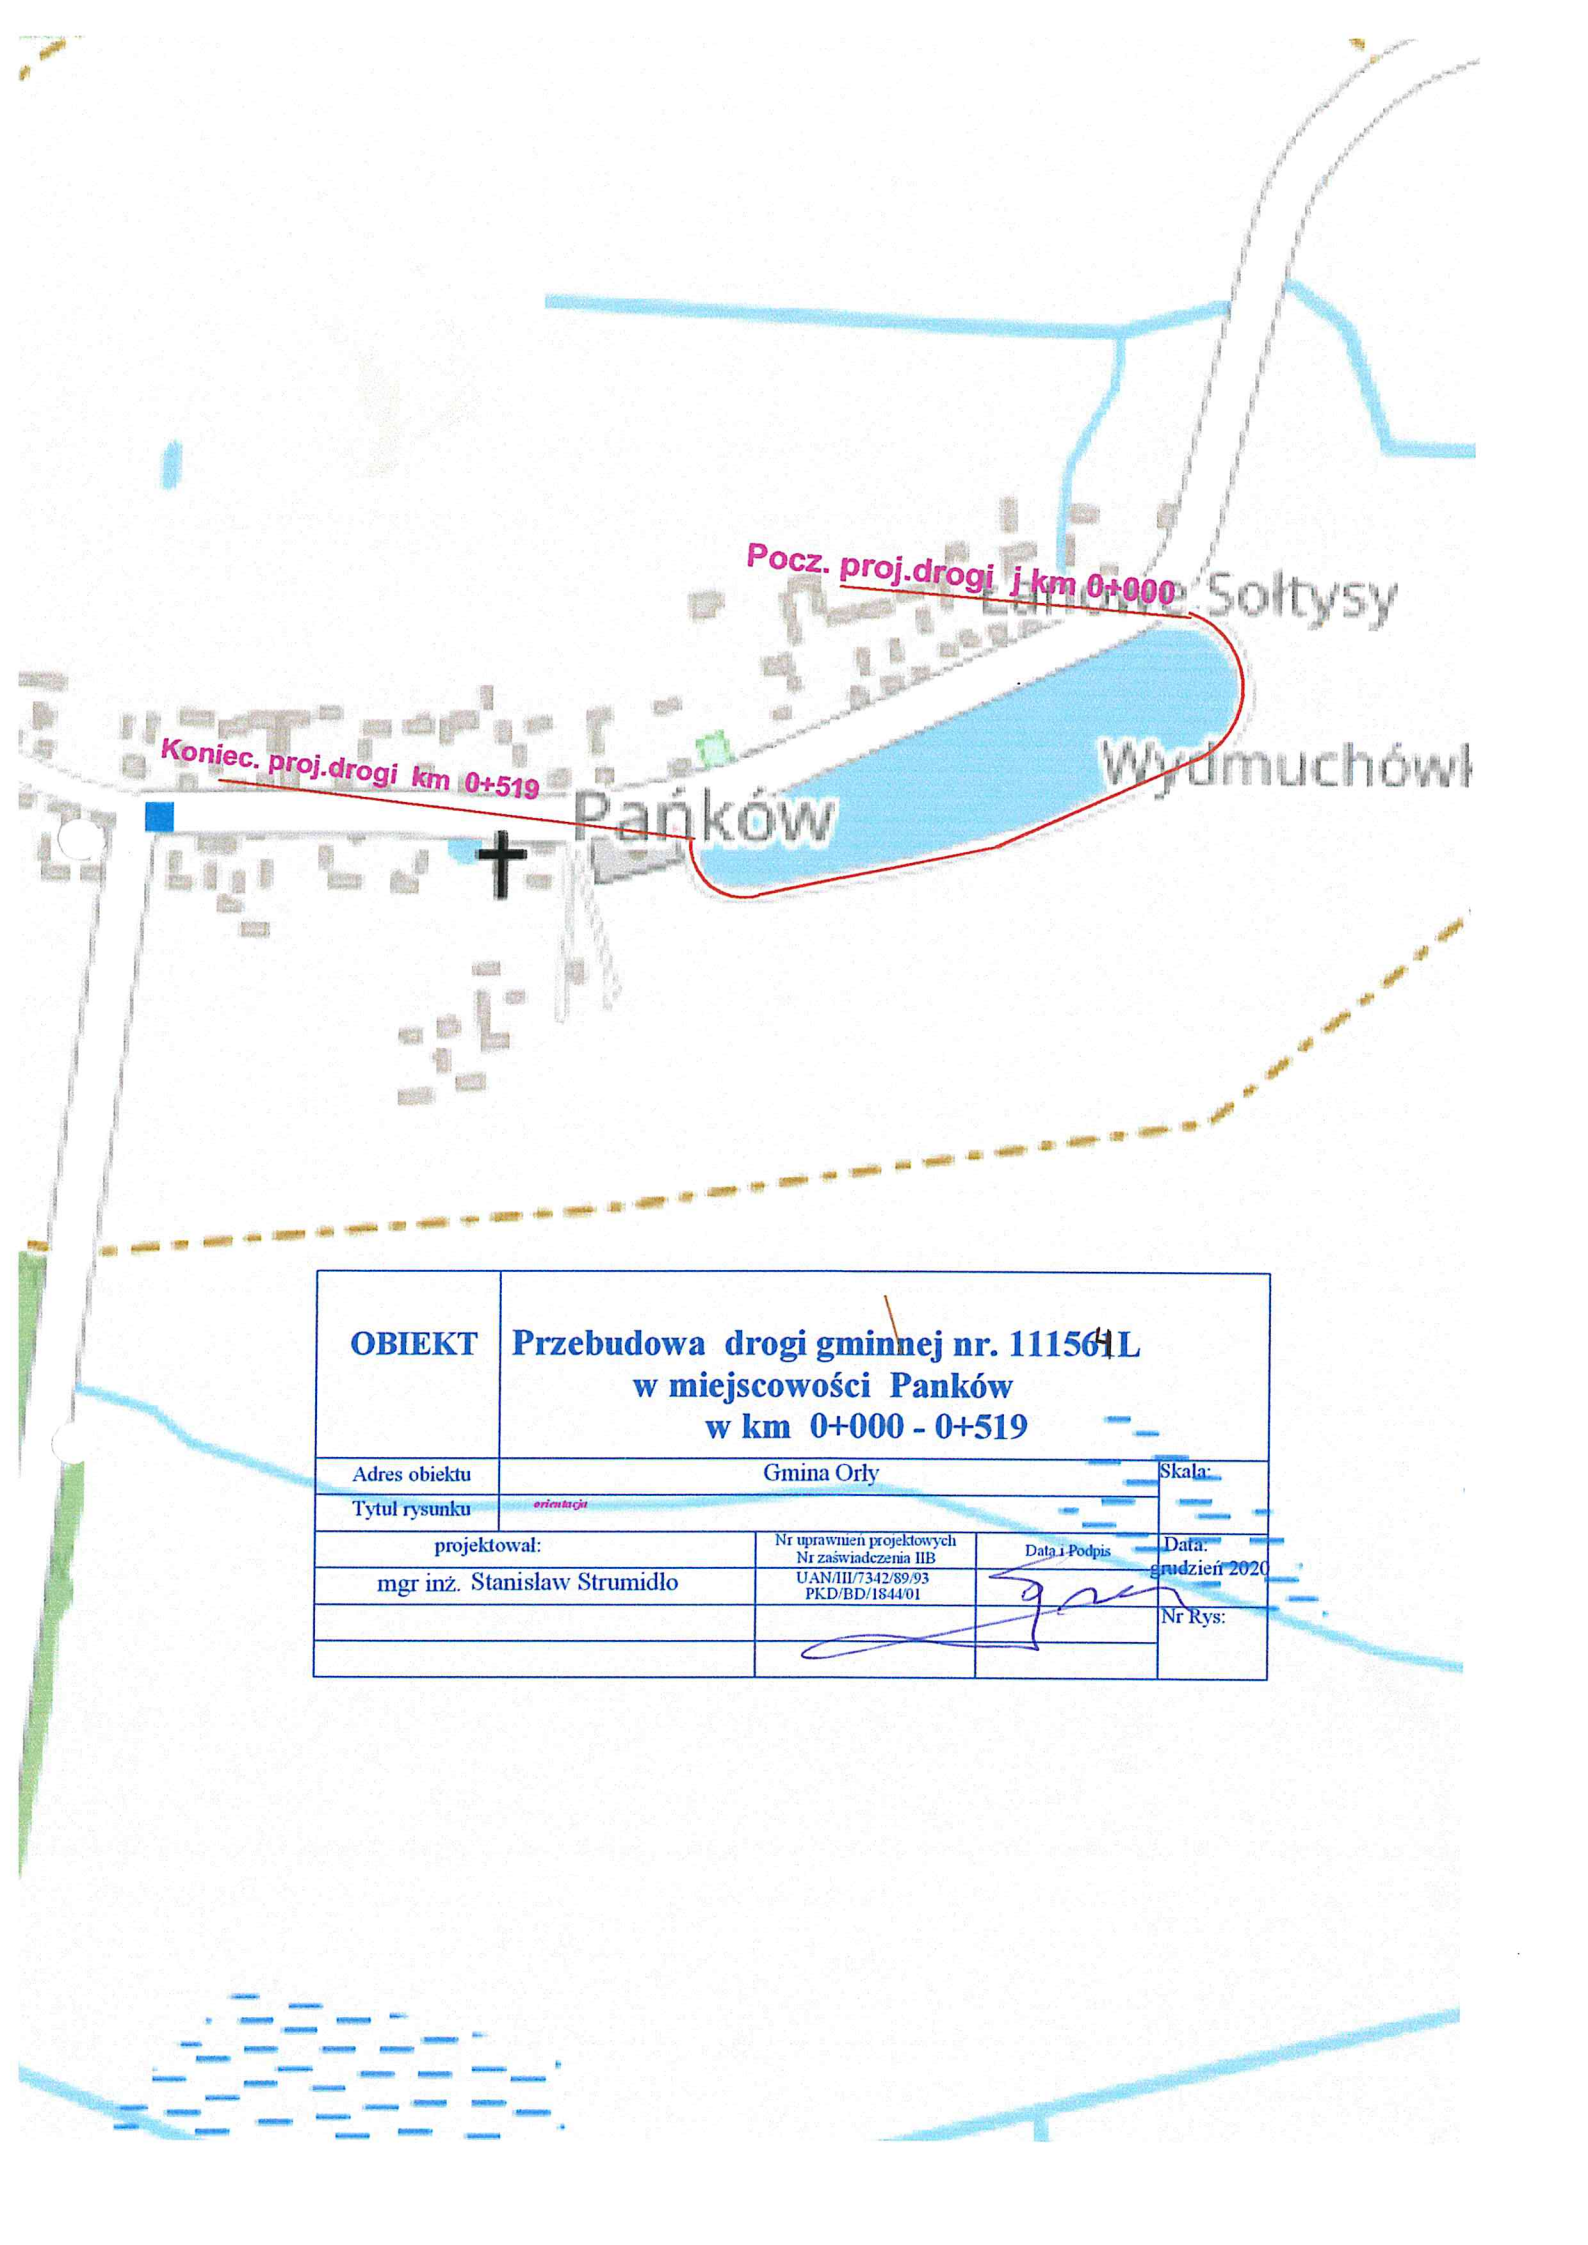 Pocz. proj.drogi j km 0+000
Sołtysy
Wydmuchówk
Koniec. proj.drogi km 0+519
Pańków
OBIEKT
Przebudowa drogi gminnej nr. 11156 L
w miejscowości Panków
w km 0+000 - 0+519
Adres obiektu
Gmina Orły
Skala:
Tytuł rysunku
orientacja
projektował:
Nr uprawnień projektowych
Nr zaświadczenia IIB
Data i Podpis
Data:
grudzień 2020
mgr inż. Stanisław Strumidło
UAN/III/7342/89/93
PKD/BD/1844/01
Nr Rys: